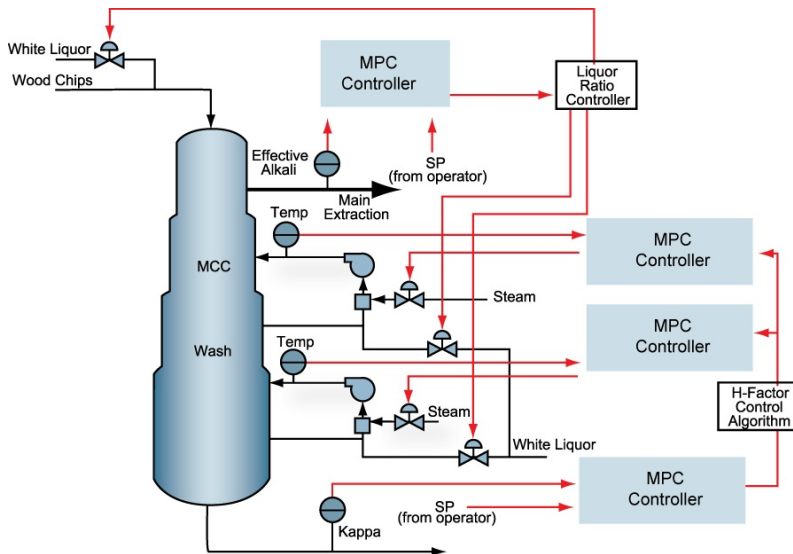 White Liquor
Wood Chips
MPC
Controller
Liquor
Ratio
Controller
Effective
Alkali
SP
(from operator)
Main
Extraction
Temp
MPC
Controller
MCC
Steam
MPC
Controller
Wash
Temp
H-Factor
Control
Algorithm
Steam
White Liquor
MPC
Controller
SP
(from operator)
Kappa